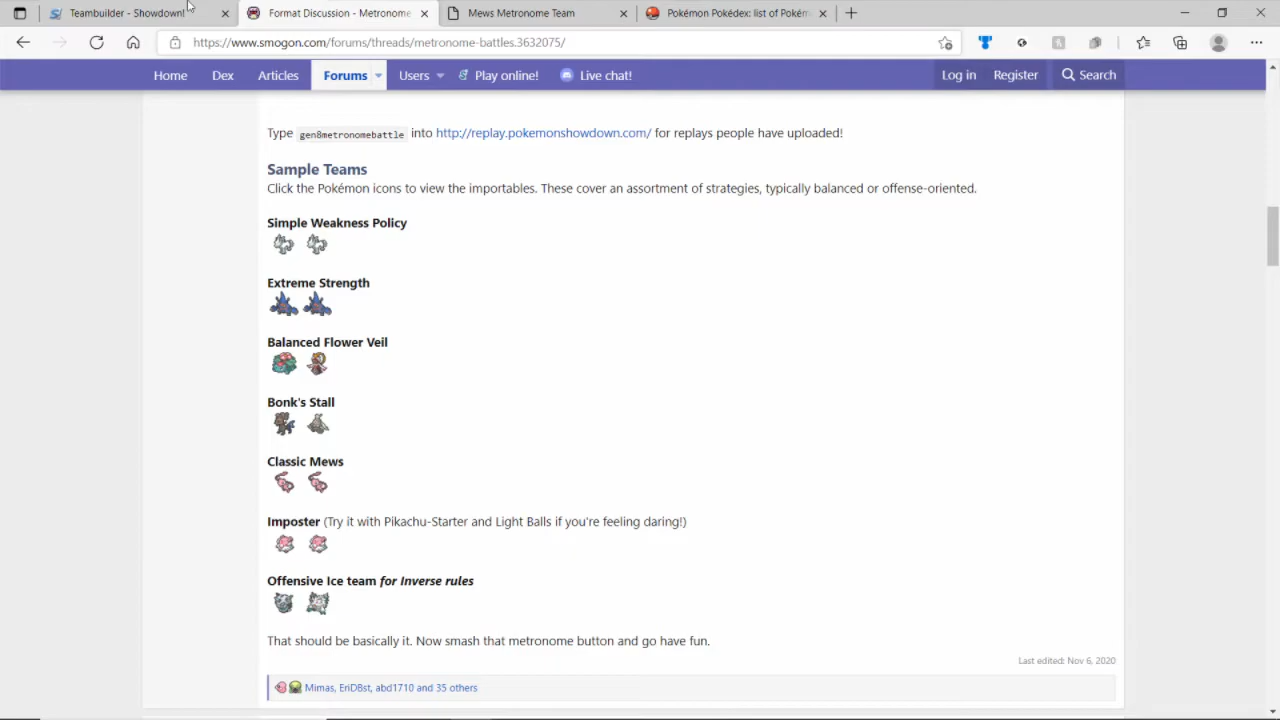 Teambuilder - Showdown!
Format Discussion - Metronome
Mews Metronome Team
Pokémon Pokédex: list of Pokém
https://www.smogon.com/forums/threads/metronome-battles.3632075/
Home Dex Articles Forums Users Play online! Live chat! Log in Register Search
Type gen8metronomebattle into http://replay.pokemonshowdown.com/ for replays people have uploaded!
Sample Teams
Click the Pokémon icons to view the importables. These cover an assortment of strategies, typically balanced or offense-oriented.
Simple Weakness Policy
Extreme Strength
Balanced Flower Veil
Bonk's Stall
Classic Mews
Imposter (Try it with Pikachu-Starter and Light Balls if you're feeling daring!)
Offensive Ice team for Inverse rules
That should be basically it. Now smash that metronome button and go have fun.
Last edited: Nov 6, 2020
Mimas, EriDBst, abd1710 and 35 others